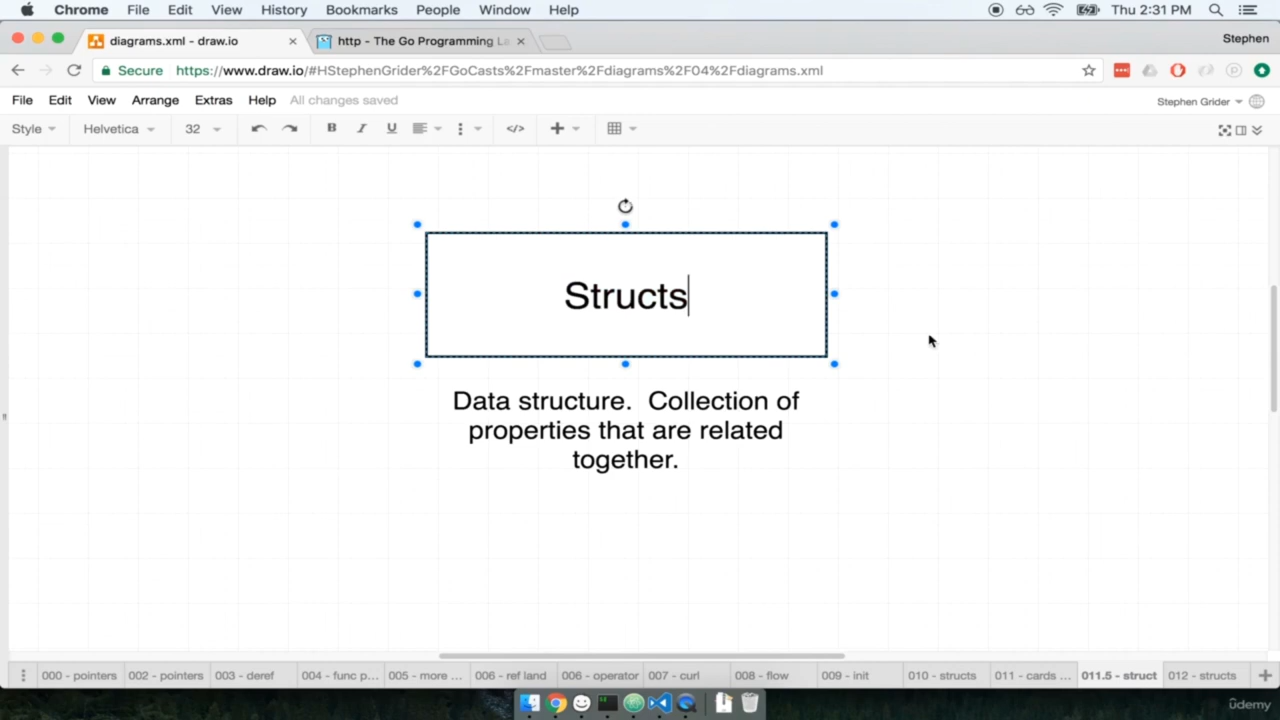 Chrome File Edit View History Bookmarks People Window Help Thu 2:31 PM
diagrams.xml - draw.io http - The Go Programming La Stephen
Secure https://www.draw.io/#HStephenGrider%2FGoCasts%2Fmaster%2Fdiagrams%2F04%2Fdiagrams.xml
File Edit View Arrange Extras Help All changes saved Stephen Grider
Style Helvetica 32 B I U </>
Structs
Data structure. Collection of
properties that are related
together.
000 - pointers 002 - pointers 003 - deref 004 - func p... 005 - more ... 006 - ref land 006 - operator 007 - curl 008 - flow 009 - init 010 - structs 011 - cards ... 011.5 - struct 012 - structs
ûdemy